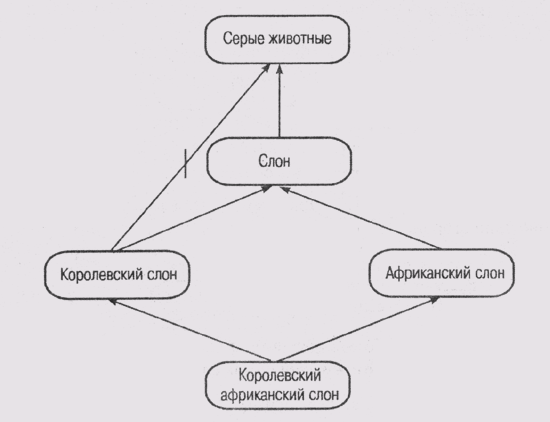 Серые животные
Слон
Королевский слон
Африканский слон
Королевский
африканский слон